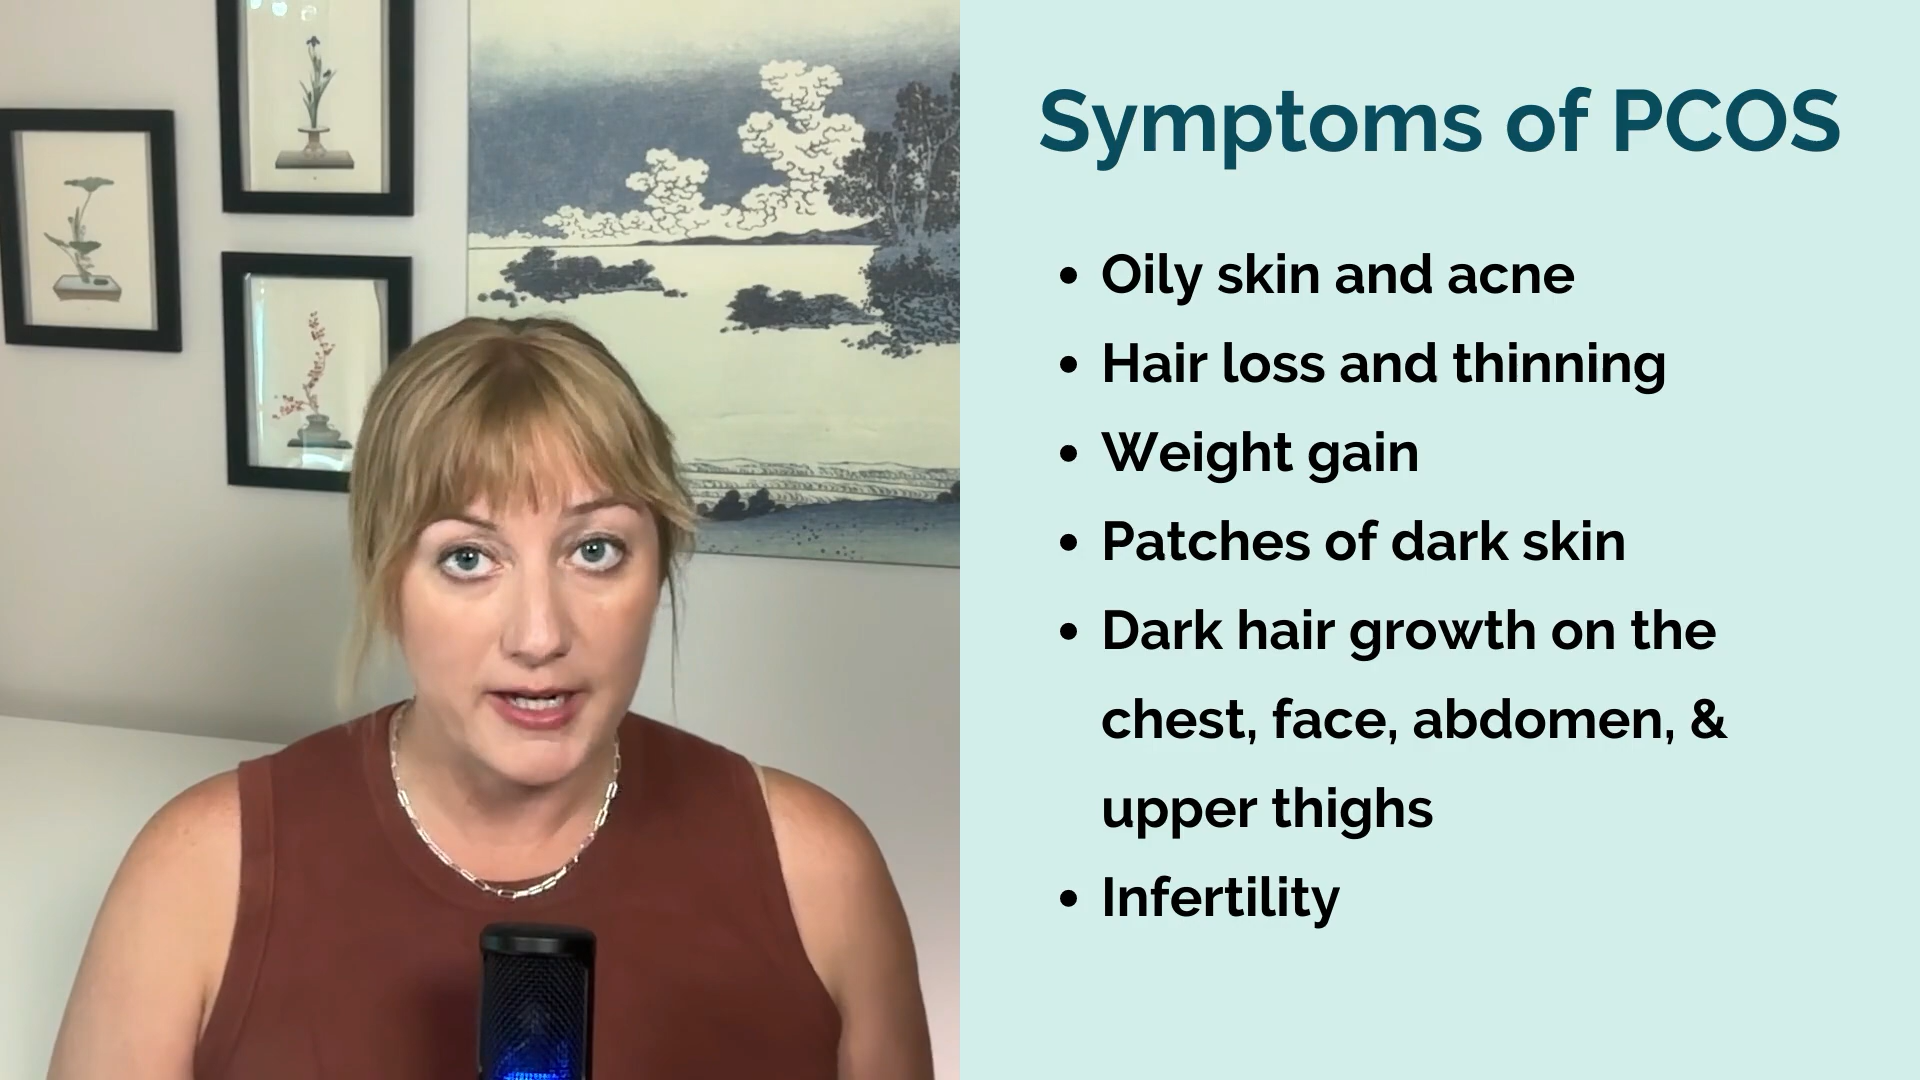 Symptoms of PCOS
• Oily skin and acne
• Hair loss and thinning
• Weight gain
• Patches of dark skin
• Dark hair growth on the
chest, face, abdomen, &
upper thighs
• Infertility